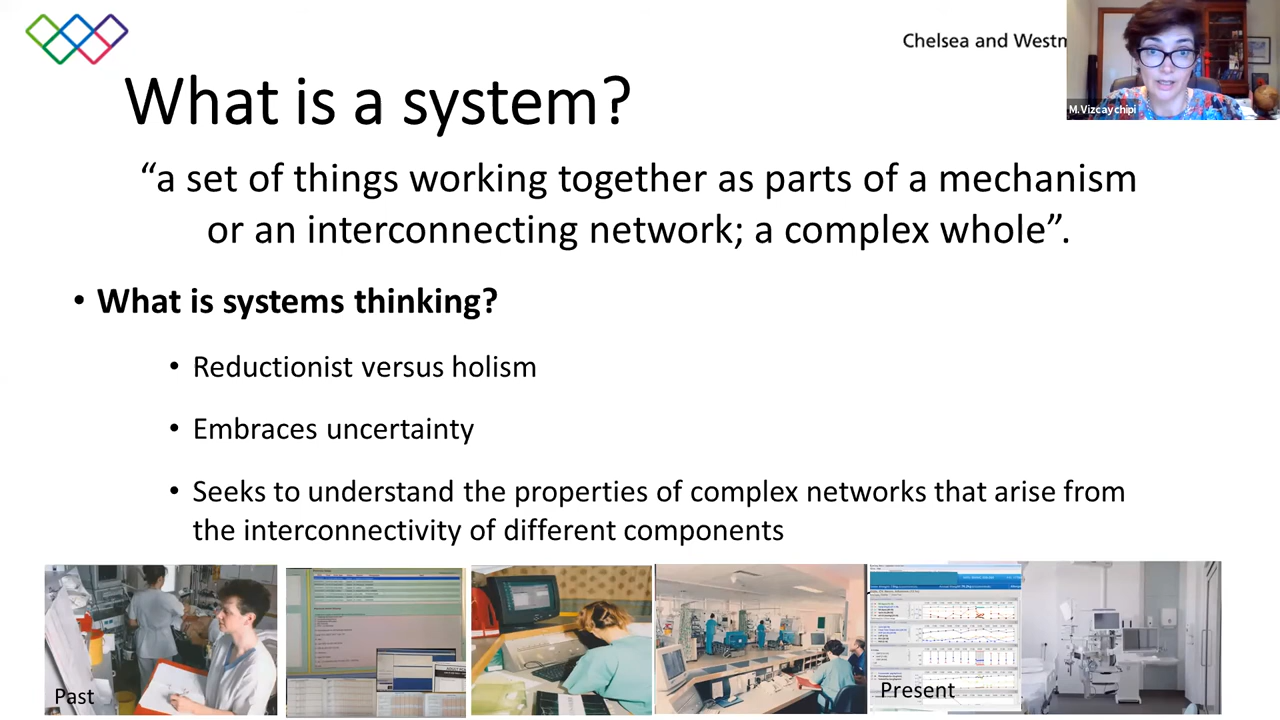 Chelsea and Westm
M.Vizcaychipi
What is a system?
“a set of things working together as parts of a mechanism
or an interconnecting network; a complex whole”.
• What is systems thinking?
• Reductionist versus holism
• Embraces uncertainty
• Seeks to understand the properties of complex networks that arise from
the interconnectivity of different components
Past
Present